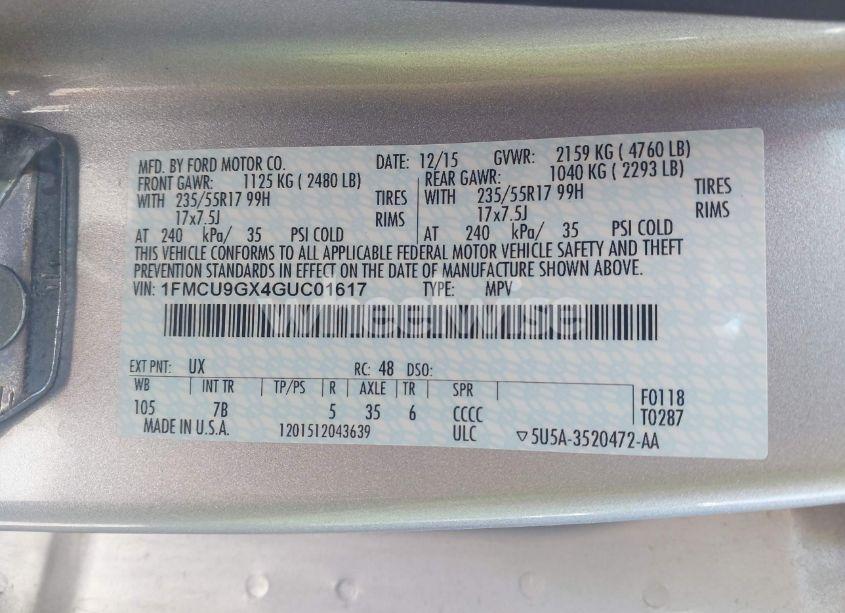 MFD. BY FORD MOTOR CO. DATE: 12/15 GVWR: 2159 KG ( 4760 LB)
FRONT GAWR: 1125 KG ( 2480 LB) REAR GAWR: 1040 KG ( 2293 LB)
WITH 235/55R17 99H TIRES WITH 235/55R17 99H TIRES
17x7.5J RIMS 17x7.5J RIMS
AT 240 kPa/ 35 PSI COLD AT 240 kPa/ 35 PSI COLD
THIS VEHICLE CONFORMS TO ALL APPLICABLE FEDERAL MOTOR VEHICLE SAFETY AND THEFT
PREVENTION STANDARDS IN EFFECT ON THE DATE OF MANUFACTURE SHOWN ABOVE.
VIN: 1FMCU9GX4GUC01617 TYPE: MPV
wheelwise
EXT PNT: UX RC: 48 DSO:
WB INT TR TP/PS R AXLE TR SPR
105 7B 5 35 6 CCCC
F0118
T0287
MADE IN U.S.A. 1201512043639 ULC ▽5U5A-3520472-AA